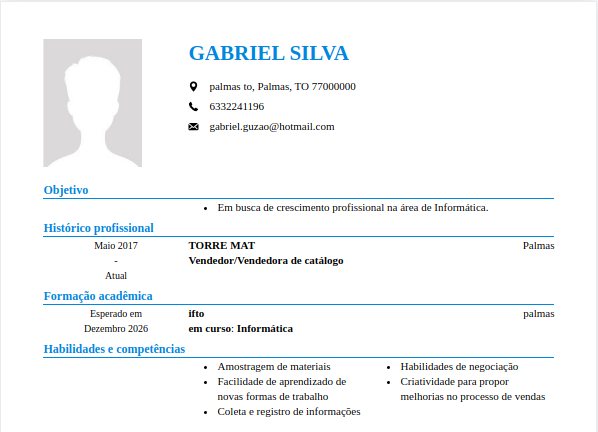 GABRIEL SILVA
palmas to, Palmas, TO 77000000
6332241196
gabriel.guzao@hotmail.com
Objetivo
• Em busca de crescimento profissional na área de Informática.
Histórico profissional
Maio 2017
-
Atual
TORRE MAT
Palmas
Vendedor/Vendedora de catálogo
Formação acadêmica
Esperado em
Dezembro 2026
ifto
palmas
em curso: Informática
Habilidades e competências
• Amostragem de materiais
• Facilidade de aprendizado de
novas formas de trabalho
• Coleta e registro de informações
• Habilidades de negociação
• Criatividade para propor
melhorias no processo de vendas